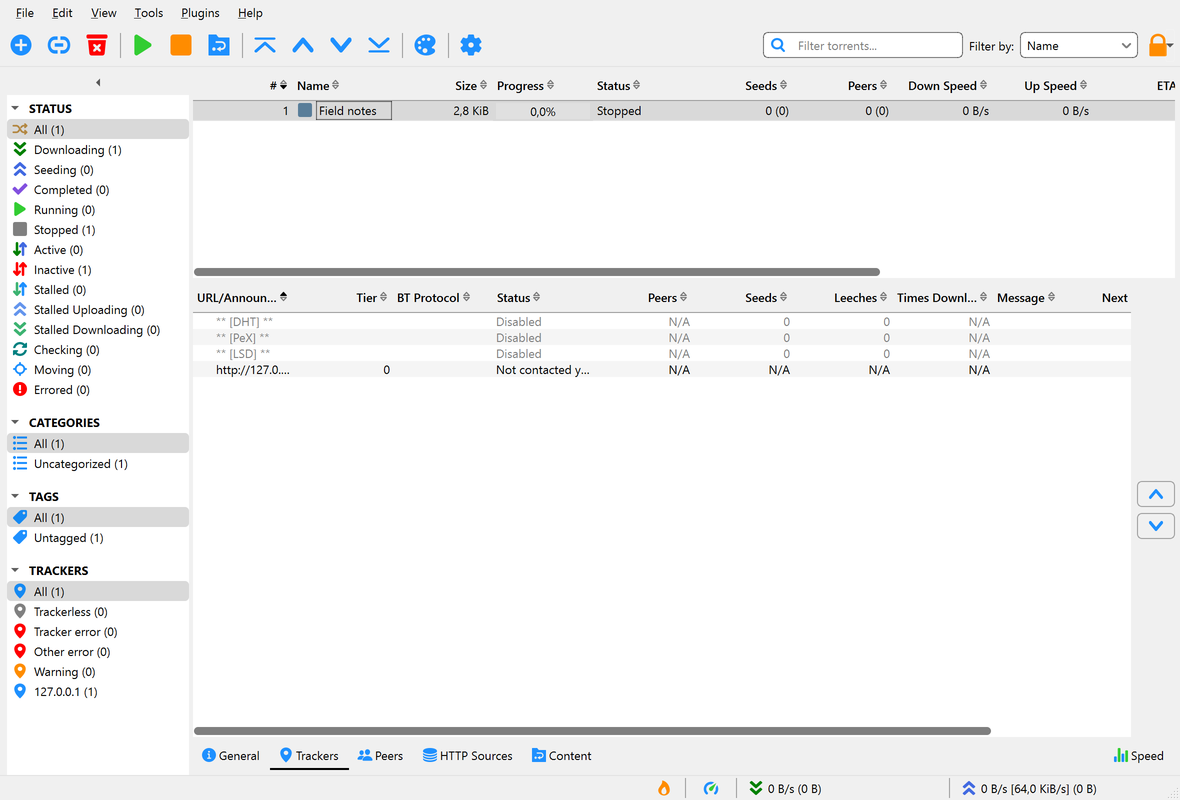 File Edit View Tools Plugins Help
Filter torrents... Filter by: Name
# Name Size Progress Status Seeds Peers Down Speed Up Speed ETA
1 Field notes 2,8 KiB 0,0% Stopped 0 (0) 0 (0) 0 B/s 0 B/s
STATUS
All (1)
Downloading (1)
Seeding (0)
Completed (0)
Running (0)
Stopped (1)
Active (0)
Inactive (1)
Stalled (0)
Stalled Uploading (0)
Stalled Downloading (0)
Checking (0)
Moving (0)
Errored (0)
CATEGORIES
All (1)
Uncategorized (1)
TAGS
All (1)
Untagged (1)
TRACKERS
All (1)
Trackerless (0)
Tracker error (0)
Other error (0)
Warning (0)
127.0.0.1 (1)
URL/Announ... Tier BT Protocol Status Peers Seeds Leeches Times Downl... Message Next
** [DHT] ** Disabled N/A 0 0 N/A
** [PeX] ** Disabled N/A 0 0 N/A
** [LSD] ** Disabled N/A 0 0 N/A
http://127.0.... 0 Not contacted y... N/A N/A N/A N/A
General Trackers Peers HTTP Sources Content Speed
0 B/s (0 B) 0 B/s [64,0 KiB/s] (0 B)